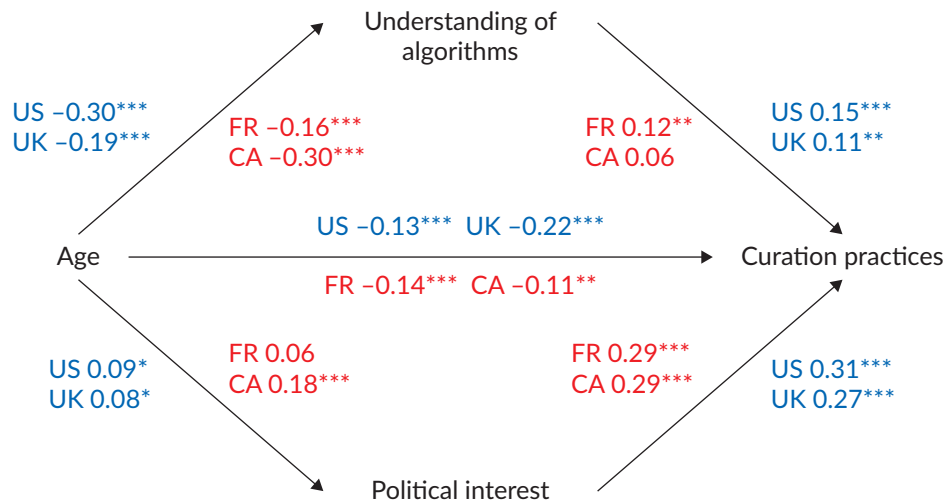 Understanding of
algorithms
US –0.30***
UK –0.19***
FR –0.16***
CA –0.30***
FR 0.12**
CA 0.06
US 0.15***
UK 0.11**
US –0.13*** UK –0.22***
Age
Curation practices
FR –0.14*** CA –0.11**
US 0.09*
UK 0.08*
FR 0.06
CA 0.18***
FR 0.29***
CA 0.29***
US 0.31***
UK 0.27***
Political interest